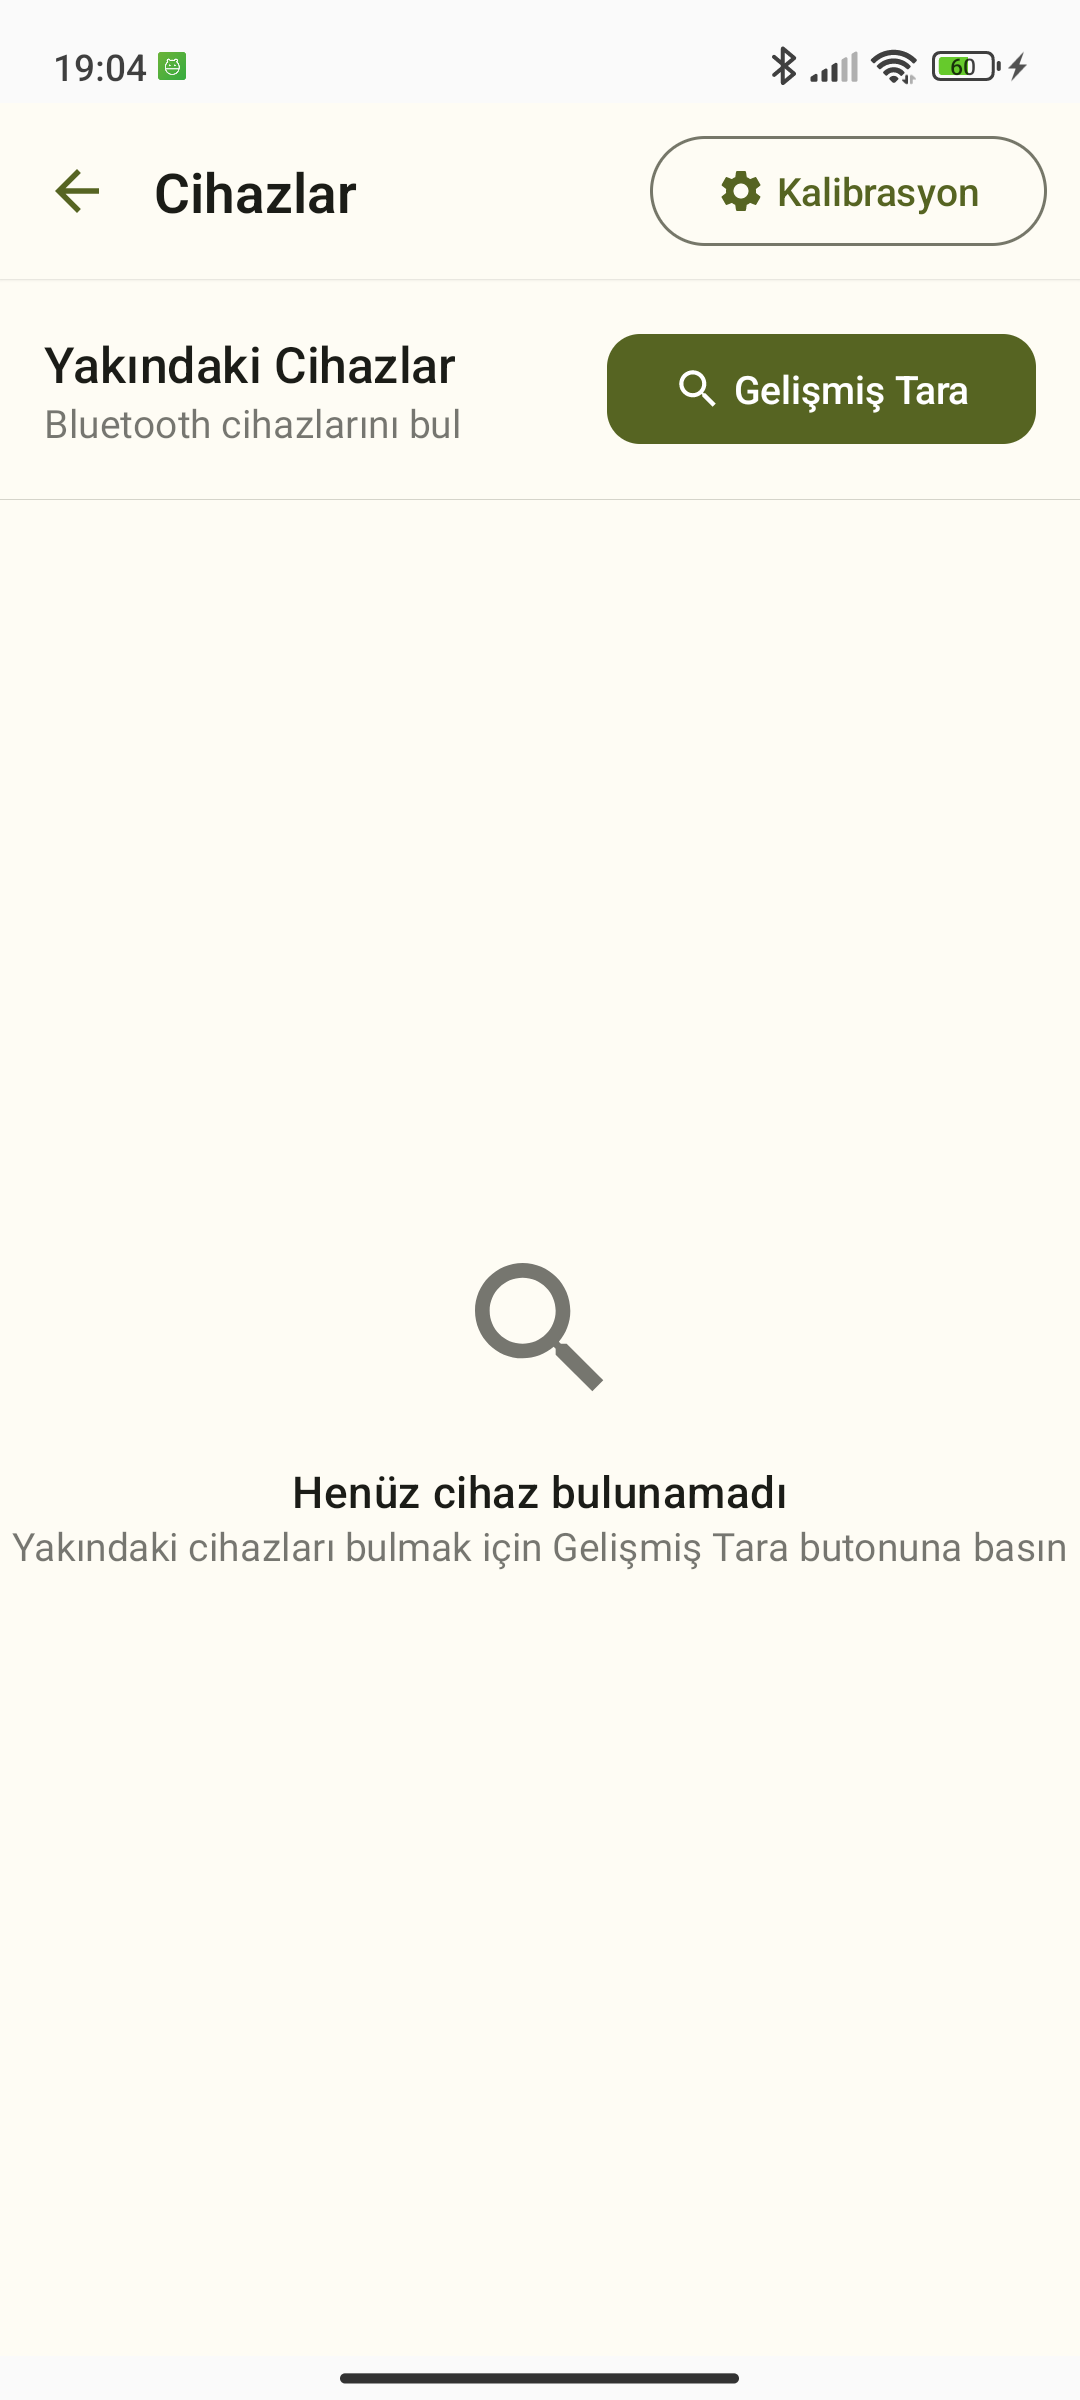 19:04
60
Cihazlar
Kalibrasyon
Yakındaki Cihazlar
Bluetooth cihazlarını bul
Gelişmiş Tara
Henüz cihaz bulunamadı
Yakındaki cihazları bulmak için Gelişmiş Tara butonuna basın